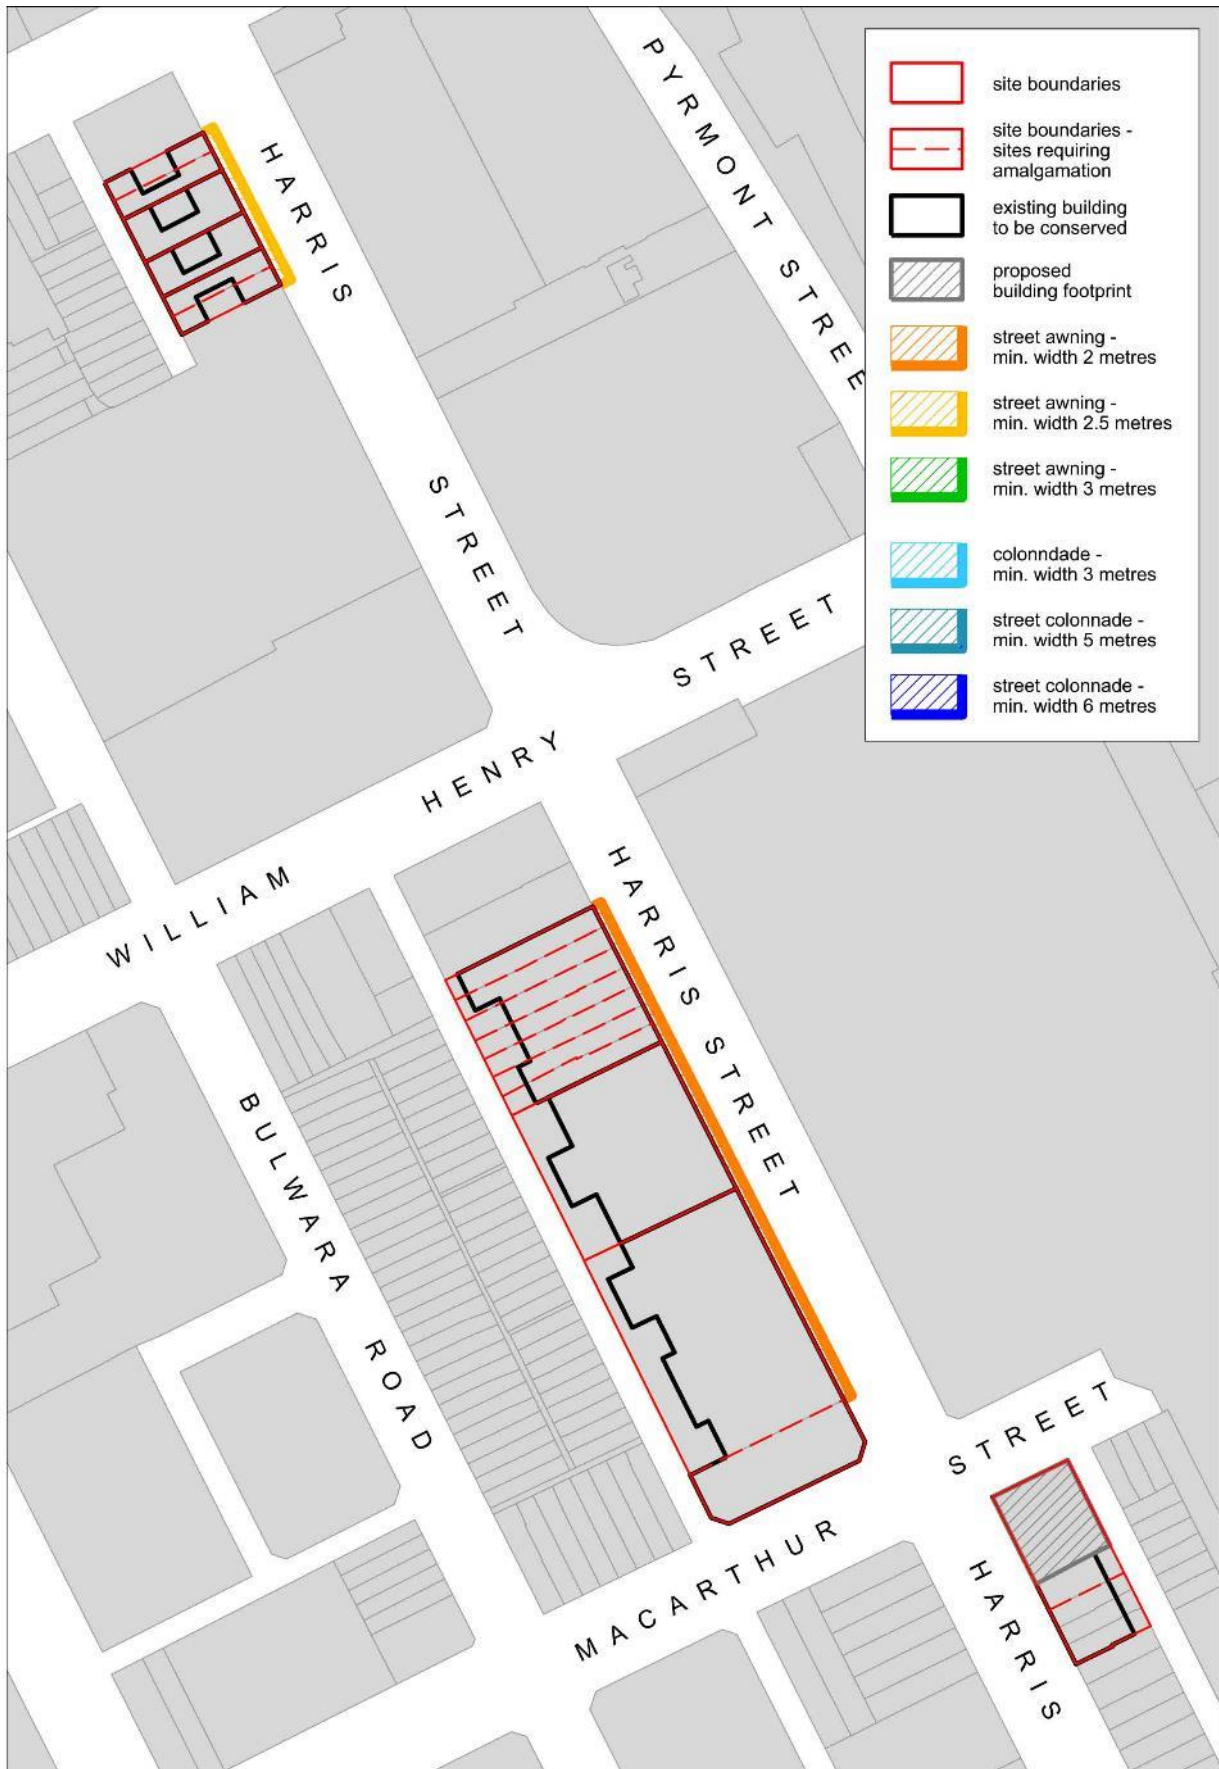 PYRMONT STREE
HARRIS
STREET
WILLIAM HENRY STREET
HARRIS STREET
BULWARA ROAD
MACARTHUR STREET
HARRIS
site boundaries
site boundaries -
sites requiring
amalgamation
existing building
to be conserved
proposed
building footprint
street awning -
min. width 2 metres
street awning -
min. width 2.5 metres
street awning -
min. width 3 metres
colonndade -
min. width 3 metres
street colonnade -
min. width 5 metres
street colonnade -
min. width 6 metres